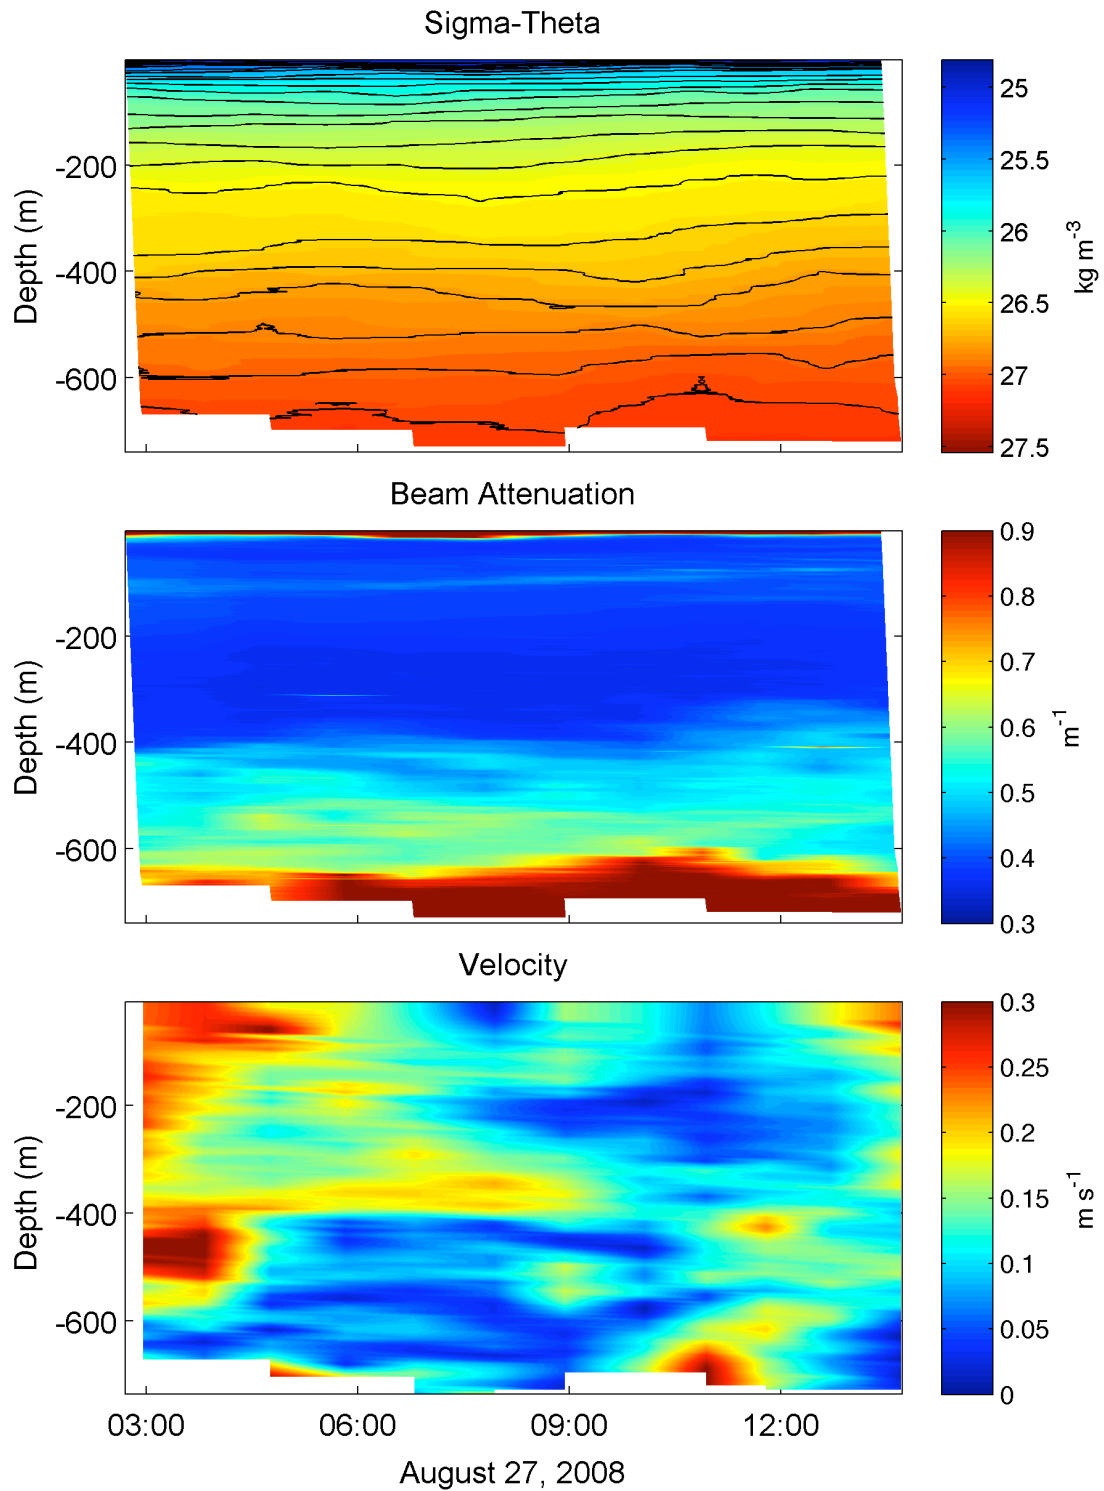 Sigma-Theta
Depth (m)
-200
-400
-600
25
25.5
26
26.5
27
27.5
kg m⁻³
Beam Attenuation
Depth (m)
-200
-400
-600
0.9
0.8
0.7
0.6
0.5
0.4
0.3
m⁻¹
Velocity
Depth (m)
-200
-400
-600
0.3
0.25
0.2
0.15
0.1
0.05
0
m s⁻¹
03:00 06:00 09:00 12:00
August 27, 2008